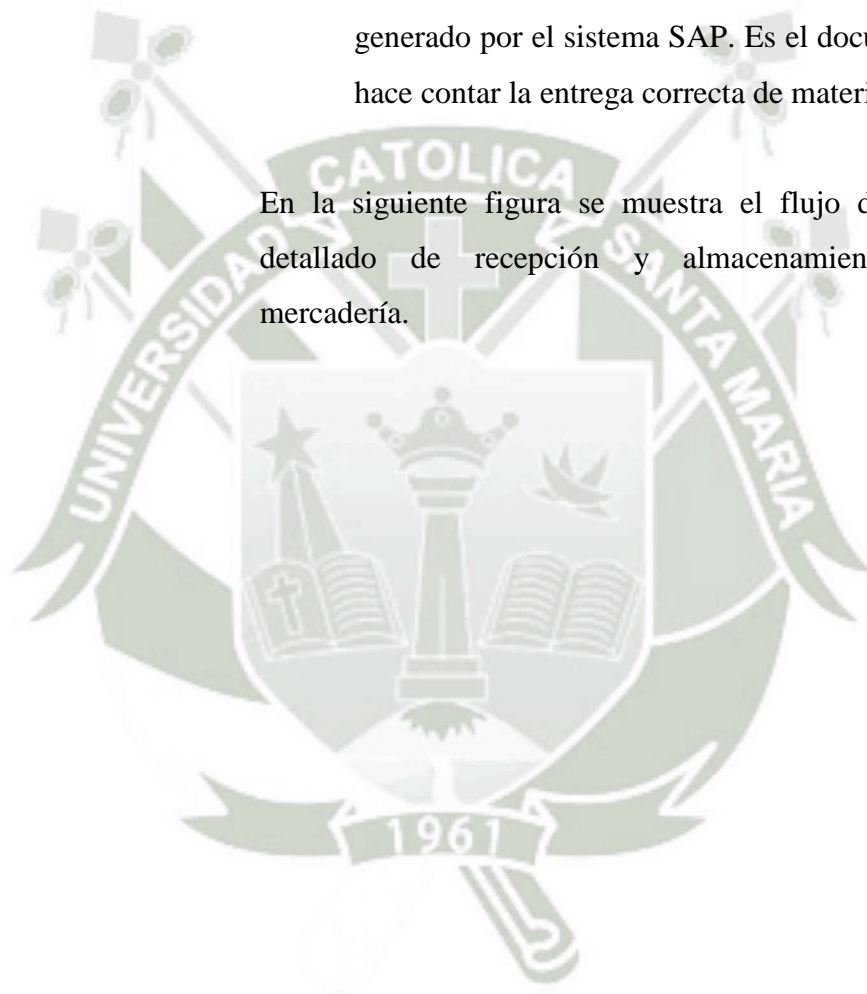 generado por el sistema SAP. Es el docu
hace contar la entrega correcta de materi
CATOLICA
En la siguiente figura se muestra el flujo d
detallado de recepción y almacenamien
mercadería.
UNIVERSIDAD
SANTA MARIA
1961